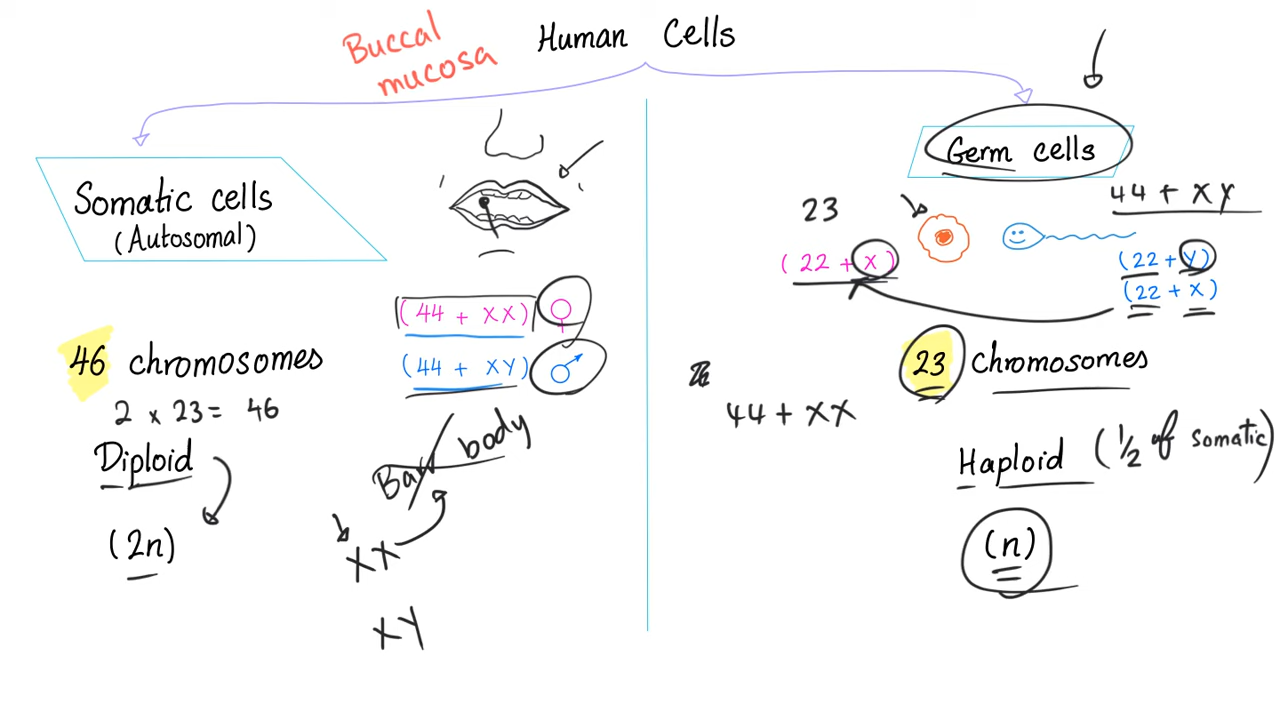 Human Cells
Buccal
mucosa
Somatic cells
(Autosomal)
(44 + XX)
(44 + XY)
46 chromosomes
2 x 23 = 46
Diploid
(2n)
Barr body
XX
XY
Germ cells
23
44 + XY
(22 + X)
(22 + Y)
(22 + X)
23 Chromosomes
44 + XX
Haploid (1/2 of somatic)
(n)